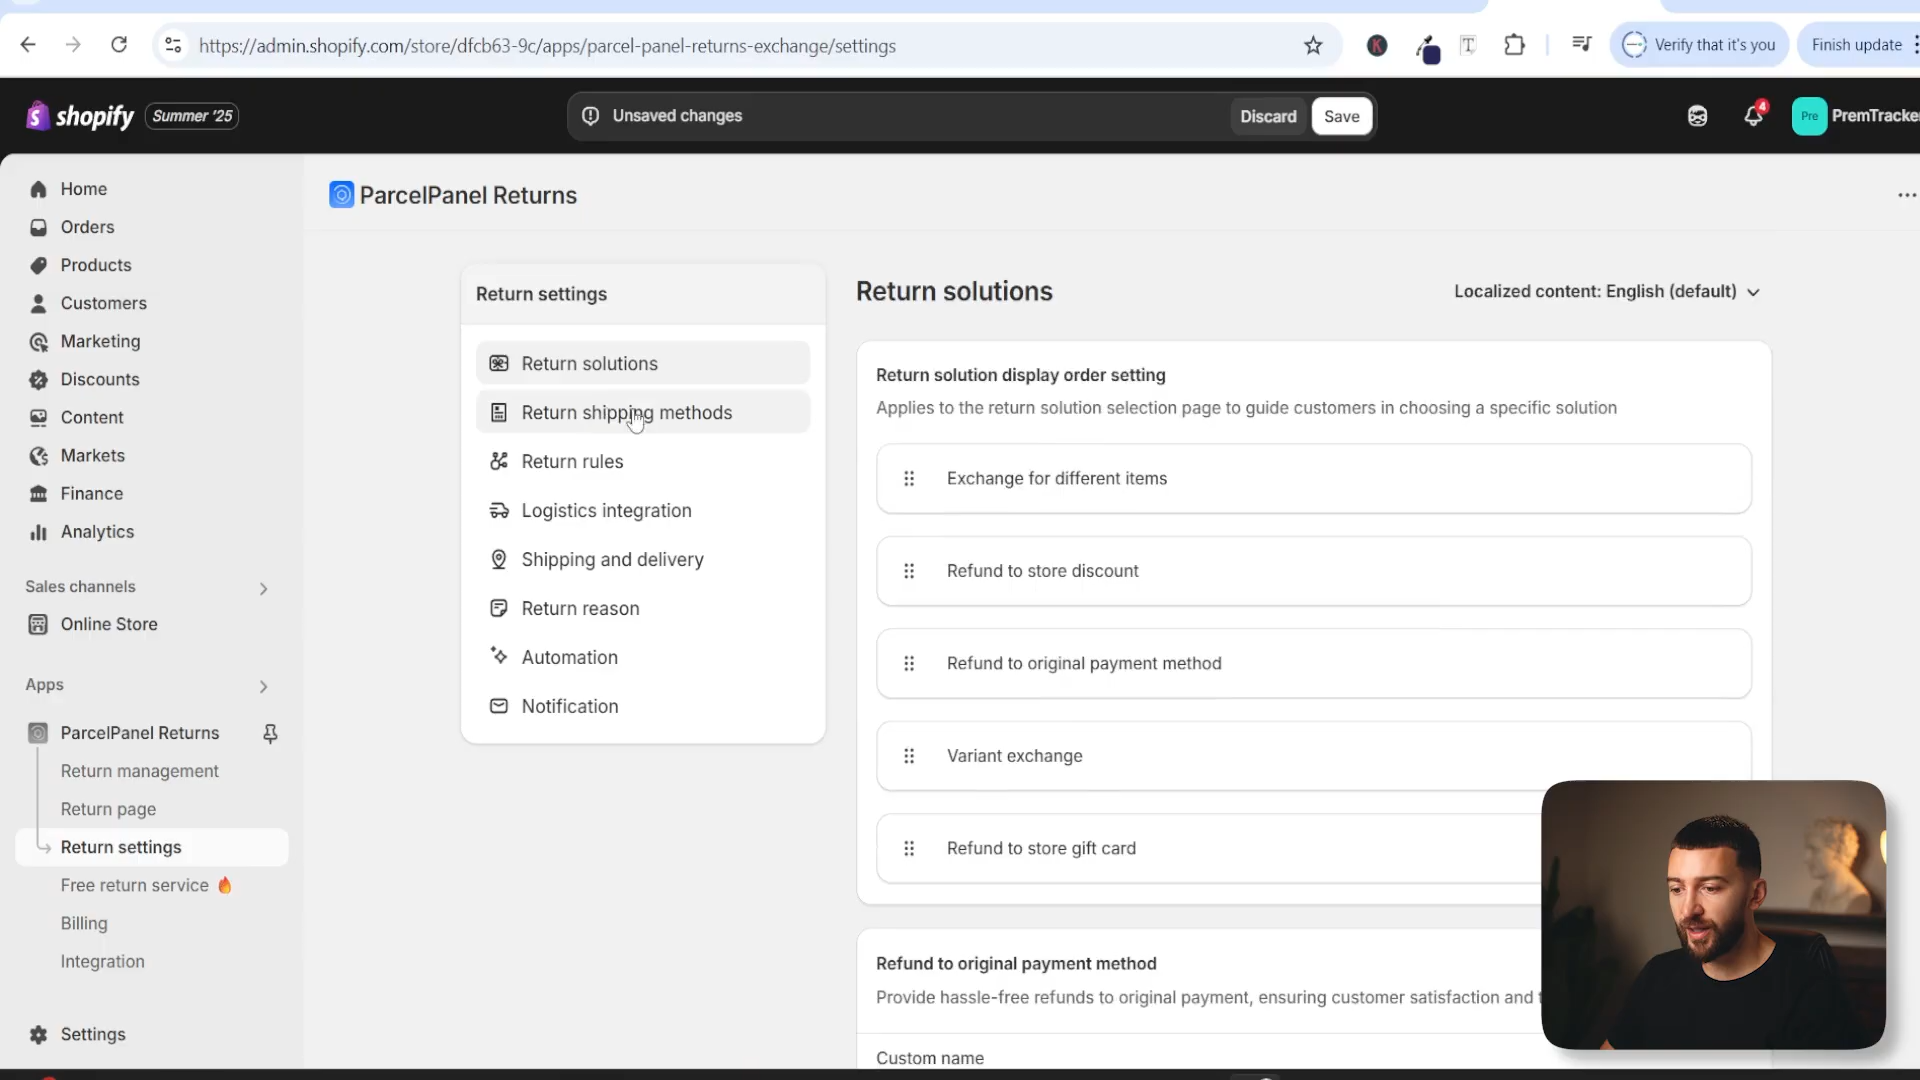 https://admin.shopify.com/store/dfcb63-9c/apps/parcel-panel-returns-exchange/settings
K
T
Verify that it's you
Finish update
shopify
Summer '25
Unsaved changes
Discard
Save
4
Pre
PremTracker
Home
Orders
Products
Customers
Marketing
Discounts
Content
Markets
Finance
Analytics
Sales channels
Online Store
Apps
ParcelPanel Returns
Return management
Return page
Return settings
Free return service
Billing
Integration
Settings
ParcelPanel Returns
Return settings
Return solutions
Return shipping methods
Return rules
Logistics integration
Shipping and delivery
Return reason
Automation
Notification
Return solutions
Localized content: English (default)
Return solution display order setting
Applies to the return solution selection page to guide customers in choosing a specific solution
Exchange for different items
Refund to store discount
Refund to original payment method
Variant exchange
Refund to store gift card
Refund to original payment method
Provide hassle-free refunds to original payment, ensuring customer satisfaction and
Custom name